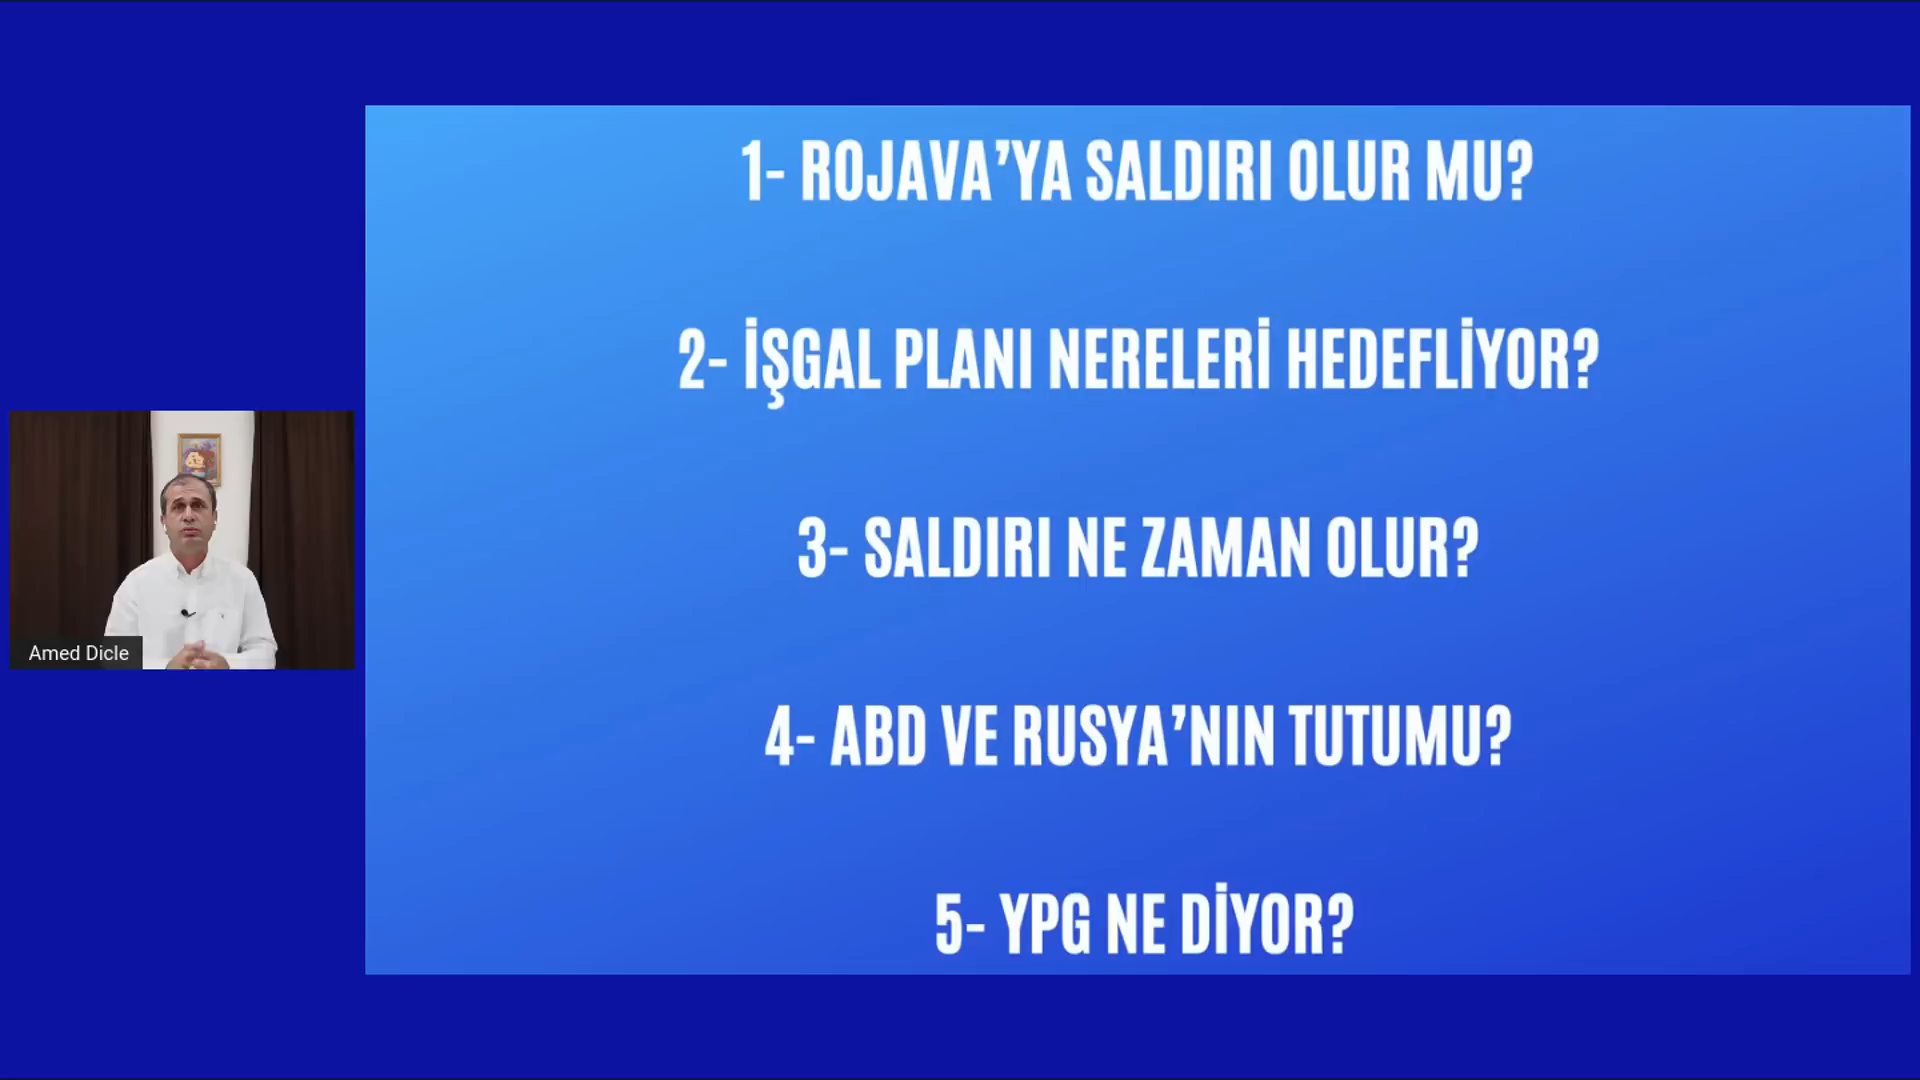 1- ROJAVA’YA SALDIRI OLUR MU?
2- İŞGAL PLANI NERELERİ HEDEFLİYOR?
3- SALDIRI NE ZAMAN OLUR?
4- ABD VE RUSYA’NIN TUTUMU?
5- YPG NE DİYOR?
Amed Dicle